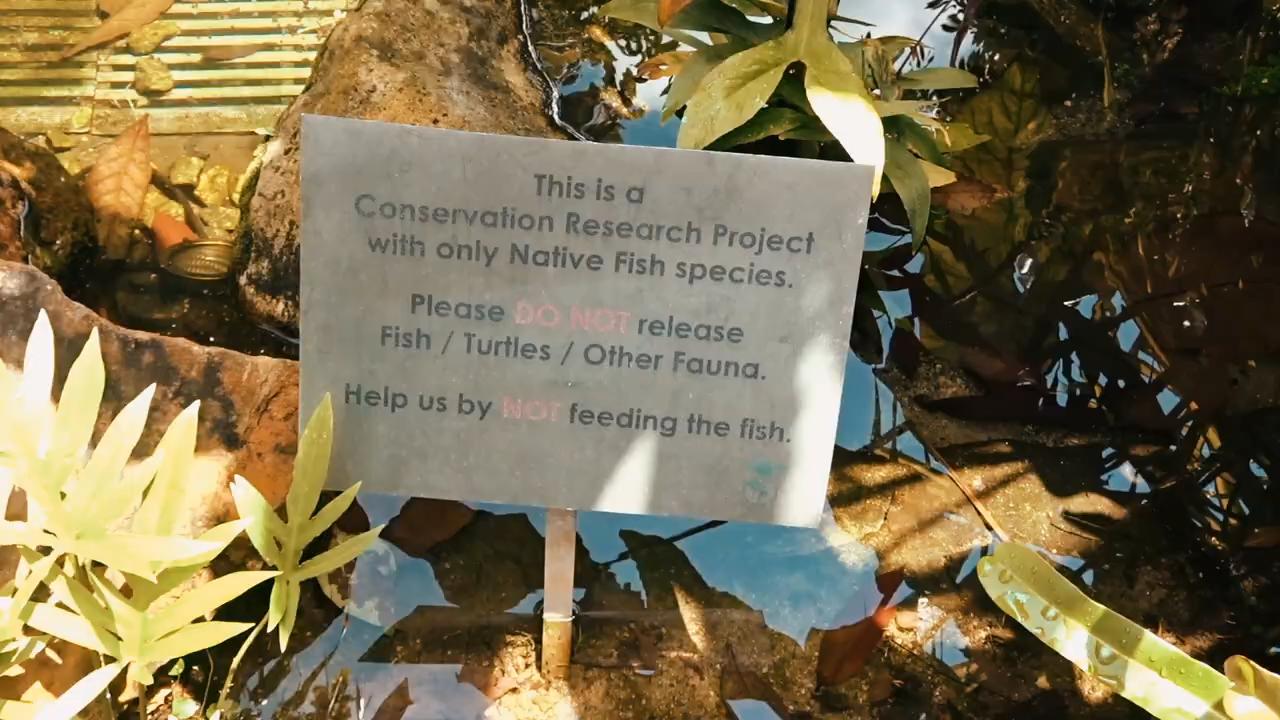 This is a
Conservation Research Project
with only Native Fish species.
Please DO NOT release
Fish / Turtles / Other Fauna.
Help us by NOT feeding the fish.